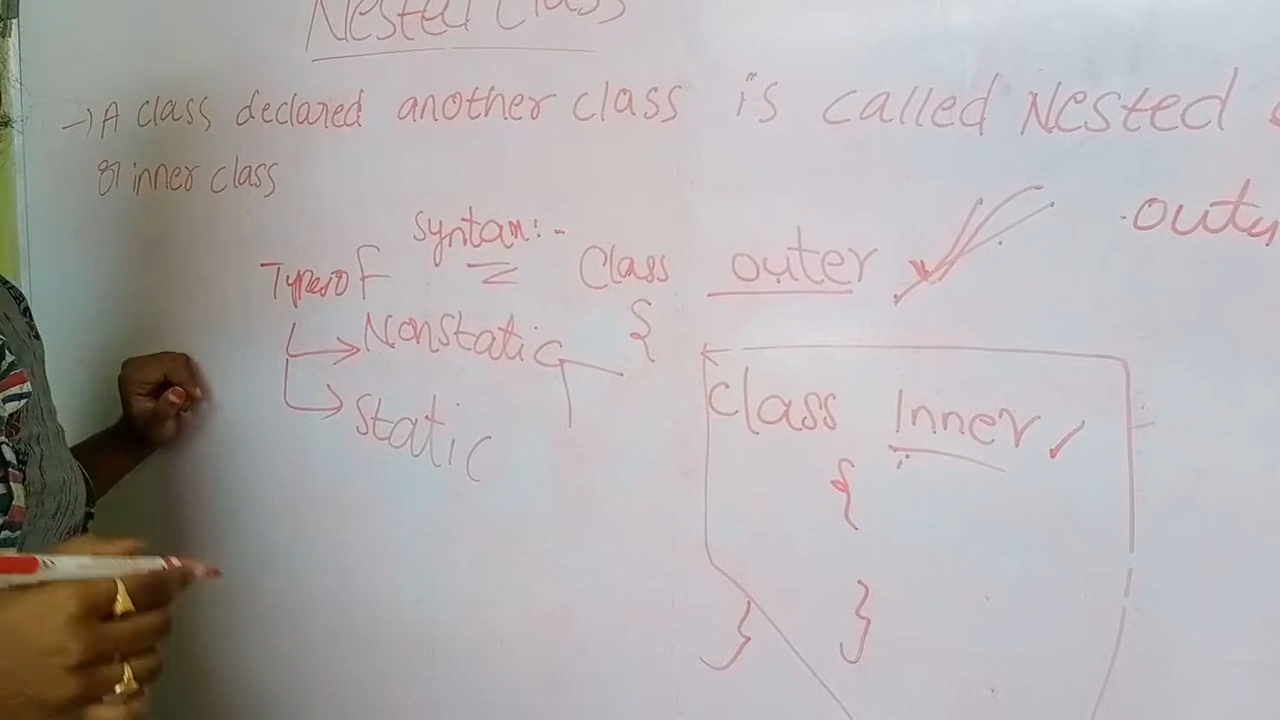 Nested Class
→ A class declared another class is called Nested
or inner class
Syntax:-
Class outer
{
Class Inner
{
}
}
Types of
→ Nonstatic
→ Static